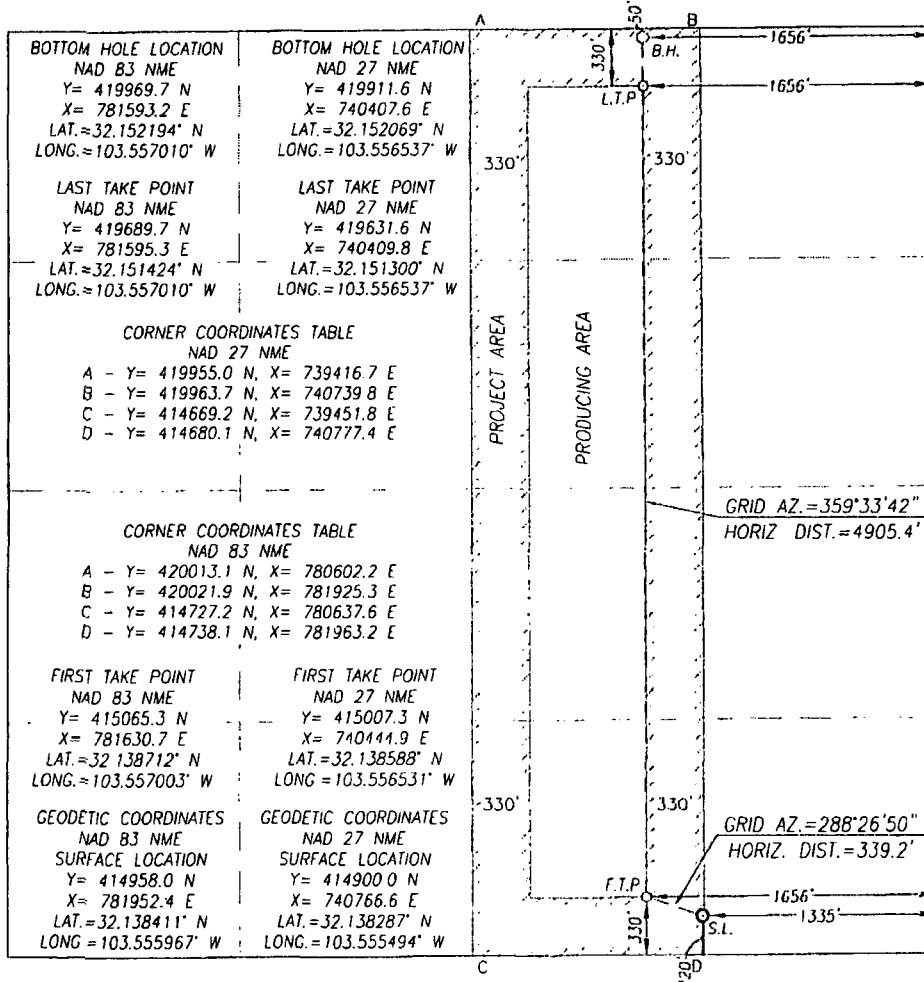 A
B
50'
BOTTOM HOLE LOCATION
NAD 83 NME
Y= 419969.7 N
X= 781593.2 E
LAT.=32.152194° N
LONG.=103.557010° W
BOTTOM HOLE LOCATION
NAD 27 NME
Y= 419911.6 N
X= 740407.6 E
LAT.=32.152069° N
LONG.=103.556537° W
330'
B.H.
1656'
L.T.P
1656'
330'
330'
LAST TAKE POINT
NAD 83 NME
Y= 419689.7 N
X= 781595.3 E
LAT.=32.151424° N
LONG.=103.557010° W
LAST TAKE POINT
NAD 27 NME
Y= 419631.6 N
X= 740409.8 E
LAT.=32.151300° N
LONG.=103.556537° W
CORNER COORDINATES TABLE
NAD 27 NME
A - Y= 419955.0 N, X= 739416.7 E
B - Y= 419963.7 N, X= 740739.8 E
C - Y= 414669.2 N, X= 739451.8 E
D - Y= 414680.1 N, X= 740777.4 E
PROJECT AREA
PRODUCING AREA
GRID AZ.=359°33'42"
HORIZ DIST.=4905.4'
CORNER COORDINATES TABLE
NAD 83 NME
A - Y= 420013.1 N, X= 780602.2 E
B - Y= 420021.9 N, X= 781925.3 E
C - Y= 414727.2 N, X= 780637.6 E
D - Y= 414738.1 N, X= 781963.2 E
FIRST TAKE POINT
NAD 83 NME
Y= 415065.3 N
X= 781630.7 E
LAT.=32 138712° N
LONG.=103.557003° W
FIRST TAKE POINT
NAD 27 NME
Y= 415007.3 N
X= 740444.9 E
LAT.=32.138588° N
LONG =103.556531° W
330'
330'
GRID AZ.=288°26'50"
HORIZ. DIST.=339.2'
GEODETIC COORDINATES
NAD 83 NME
SURFACE LOCATION
Y= 414958.0 N
X= 781952.4 E
LAT.=32.138411° N
LONG =103.555967° W
GEODETIC COORDINATES
NAD 27 NME
SURFACE LOCATION
Y= 414900 0 N
X= 740766.6 E
LAT.=32.138287° N
LONG.=103.555494° W
F.T.P
1656'
330'
S.L.
1335'
C
D